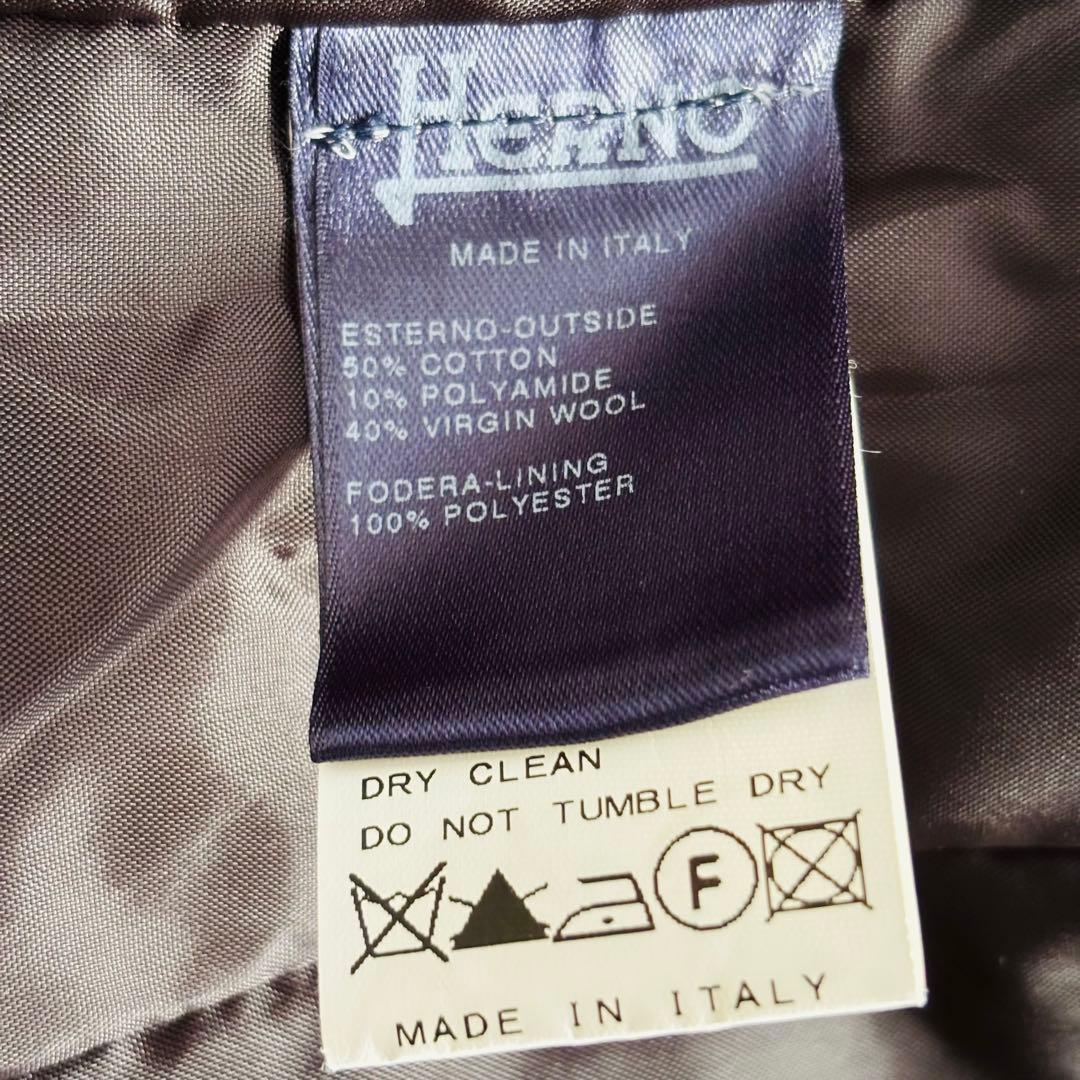 HERNO
MADE IN ITALY
ESTERNO-OUTSIDE
50% COTTON
10% POLYAMIDE
40% VIRGIN WOOL
FODERA-LINING
100% POLYESTER
DRY CLEAN
DO NOT TUMBLE DRY
F
MADE IN ITALY